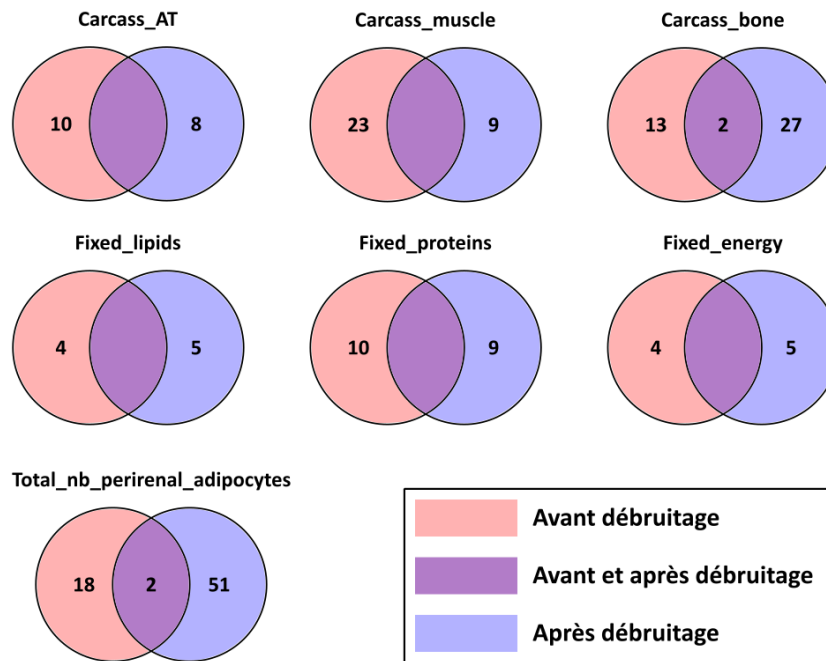 Carcass_AT Carcass_muscle Carcass_bone
10 8 23 9 13 2 27
Fixed_lipids Fixed_proteins Fixed_energy
4 5 10 9 4 5
Total_nb_perirenal_adipocytes
18 2 51
Avant débruitage
Avant et après débruitage
Après débruitage